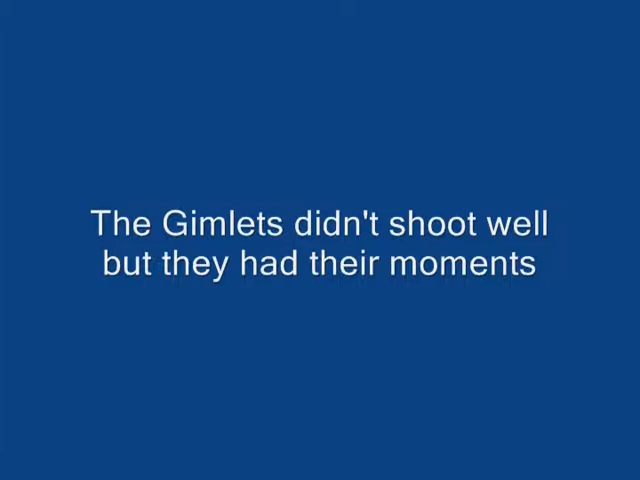 The Gimlets didn't shoot well
but they had their moments